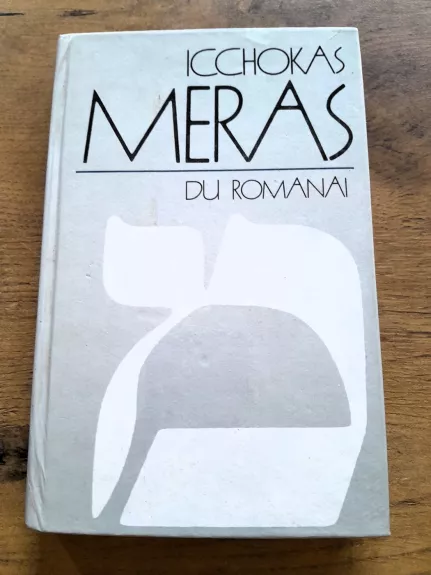 ICCHOKAS
MERAS
DU ROMANAI
מ